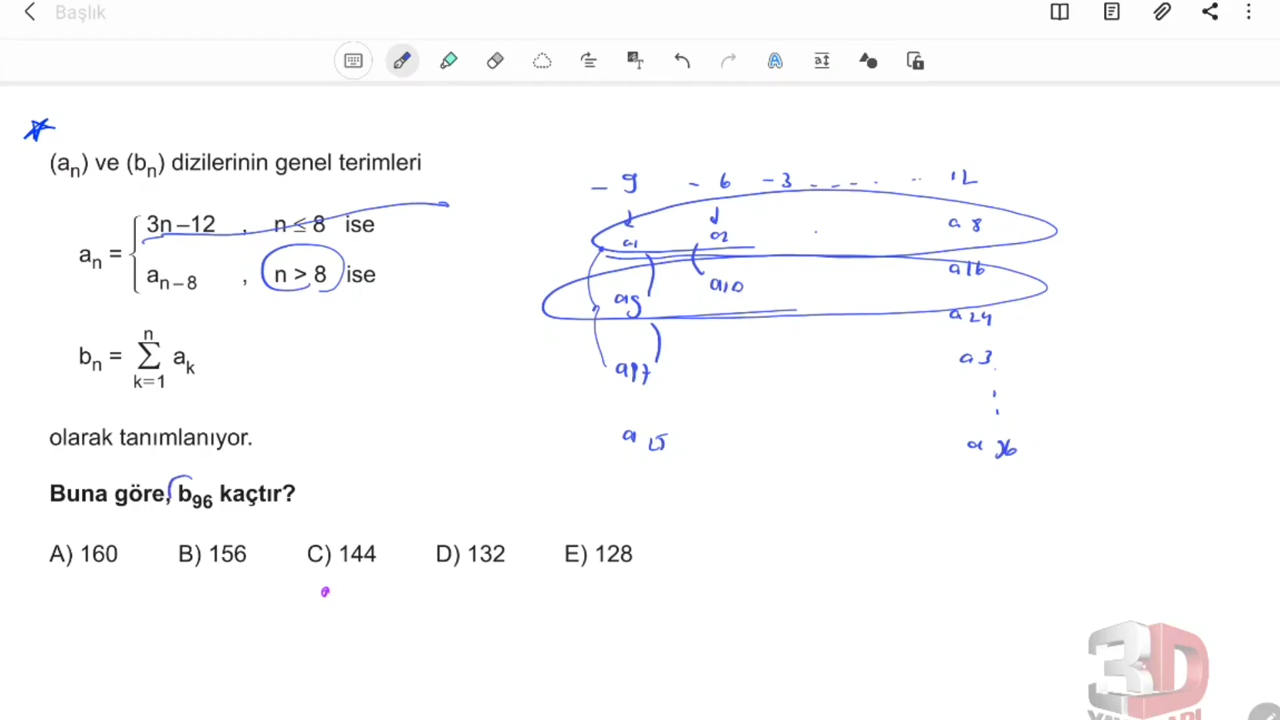 Başlık
(aₙ) ve (bₙ) dizilerinin genel terimleri
aₙ = { 3n−12 , n ≤ 8 ise
aₙ₋₈ , n > 8 ise
bₙ = n ∑ k=1 aₖ
olarak tanımlanıyor.
Buna göre, b₉₆ kaçtır?
A) 160 B) 156 C) 144 D) 132 E) 128
-9 -6 -3 ------ 12
a1 a2 a8
a9 a10 a16
a17 a24
a3
a96
3D